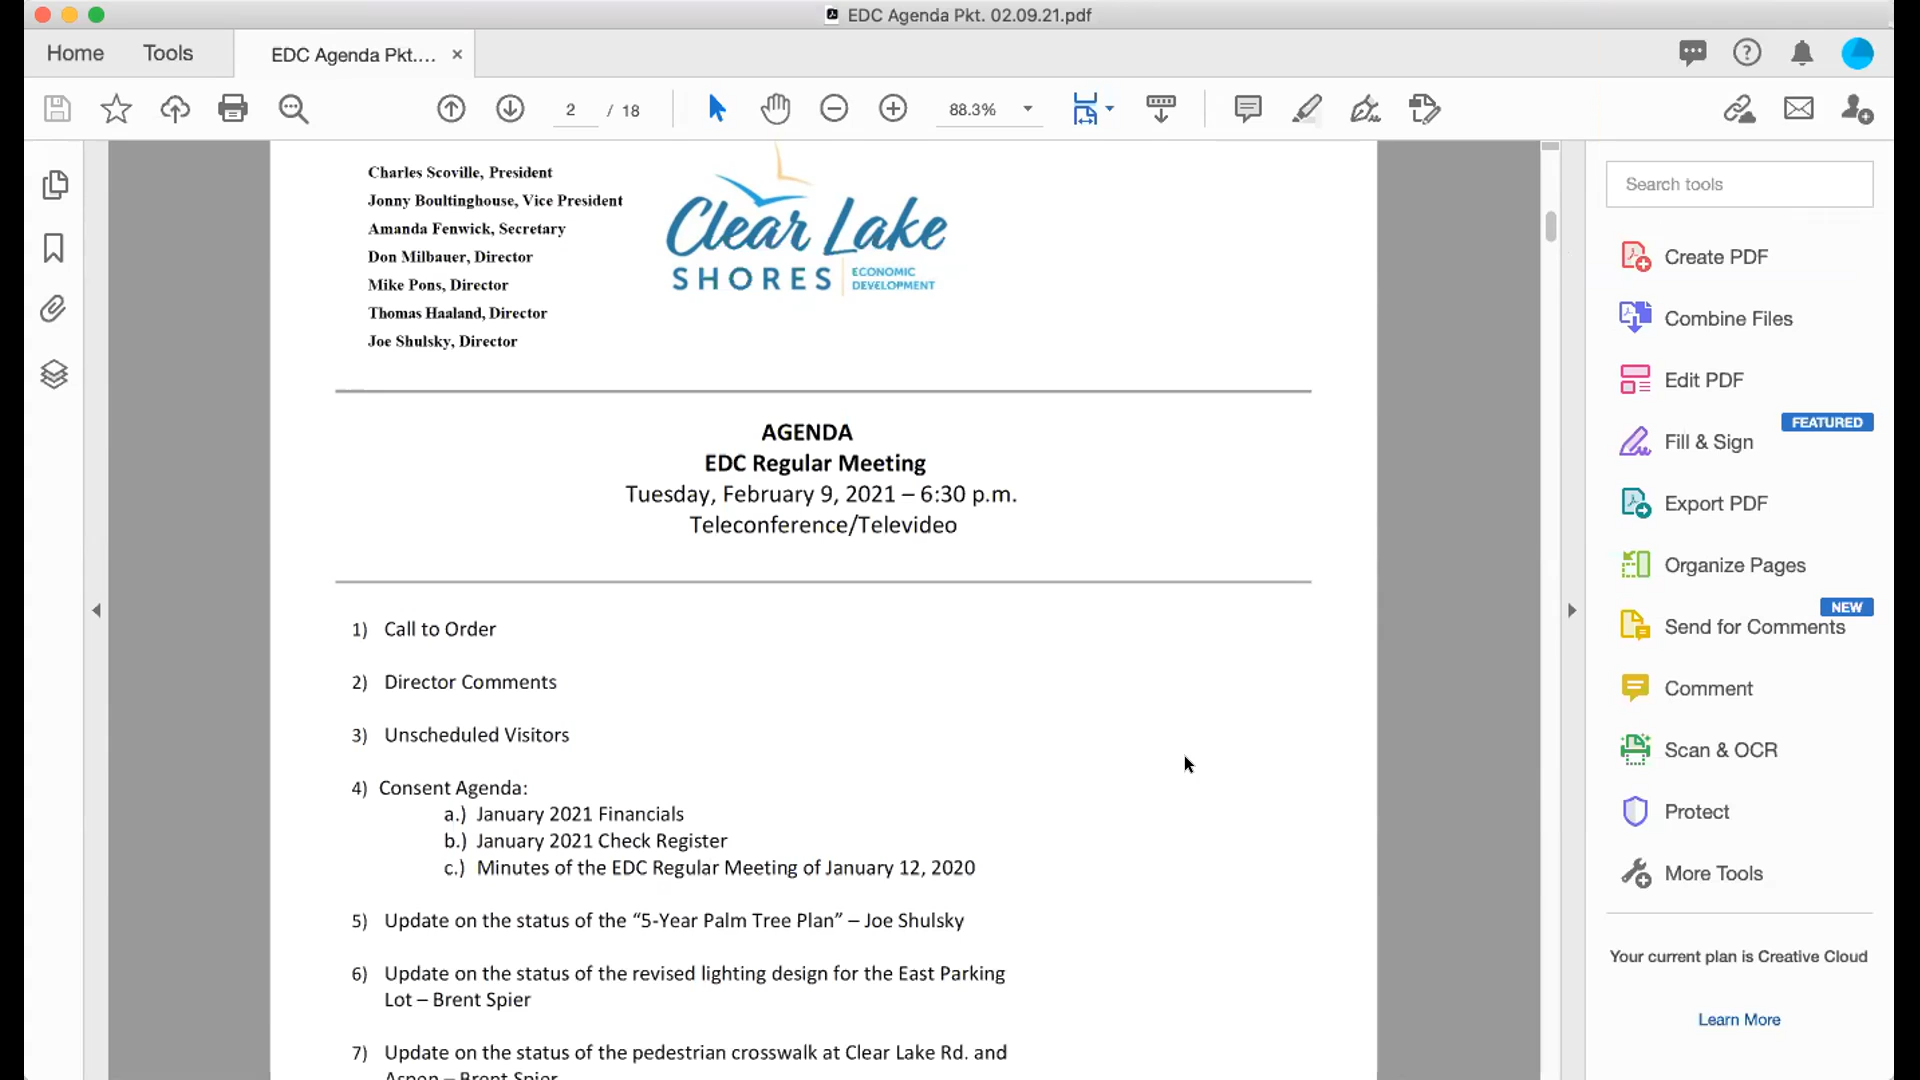 EDC Agenda Pkt. 02.09.21.pdf
Home Tools EDC Agenda Pkt.... ×
2 / 18 88.3%
Charles Scoville, President
Jonny Boultinghouse, Vice President
Amanda Fenwick, Secretary
Don Milbauer, Director
Mike Pons, Director
Thomas Haaland, Director
Joe Shulsky, Director
Clear Lake
SHORES ECONOMIC
DEVELOPMENT
AGENDA
EDC Regular Meeting
Tuesday, February 9, 2021 – 6:30 p.m.
Teleconference/Televideo
1) Call to Order
2) Director Comments
3) Unscheduled Visitors
4) Consent Agenda:
a.) January 2021 Financials
b.) January 2021 Check Register
c.) Minutes of the EDC Regular Meeting of January 12, 2020
5) Update on the status of the “5-Year Palm Tree Plan” – Joe Shulsky
6) Update on the status of the revised lighting design for the East Parking
Lot – Brent Spier
7) Update on the status of the pedestrian crosswalk at Clear Lake Rd. and
Aspen – Brent Spier
Search tools
Create PDF
Combine Files
Edit PDF
FEATURED
Fill & Sign
Export PDF
Organize Pages
NEW
Send for Comments
Comment
Scan & OCR
Protect
More Tools
Your current plan is Creative Cloud
Learn More